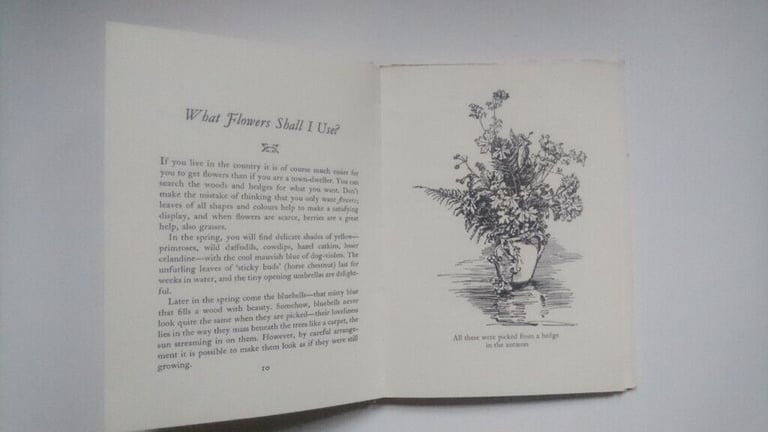 What Flowers Shall I Use?
If you live in the country it is of course much easier for
you to get flowers than if you are a town-dweller. You can
search the woods and hedges for what you want. Don't
make the mistake of thinking that you only want flowers;
leaves of all shapes and colours help to make a satisfying
display, and when flowers are scarce, berries are a great
help, also grasses.
In the spring, you will find delicate shades of yellow—
primroses, wild daffodils, cowslips, hazel catkins, lesser
celandine—with the cool mauvish blue of dog-violets. The
unfurling leaves of 'sticky buds' (horse chestnut) last for
weeks in water, and the tiny opening umbrellas are delight-
ful.
Later in the spring come the bluebells—that misty blue
that fills a wood with beauty. Somehow, bluebells never
look quite the same when they are picked—their loveliness
lies in the way they mass beneath the trees like a carpet, the
sun streaming in on them. However, by careful arrange-
ment it is possible to make them look as if they were still
growing.
10
All these were picked from a hedge
in the autumn